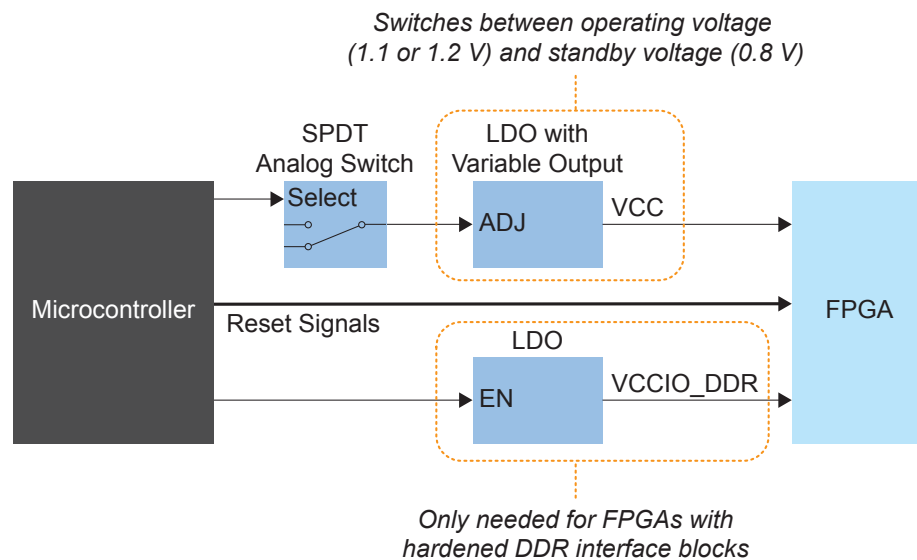 Switches between operating voltage
(1.1 or 1.2 V) and standby voltage (0.8 V)
SPDT
Analog Switch
LDO with
Variable Output
Select
ADJ
VCC
Microcontroller
FPGA
Reset Signals
LDO
EN
VCCIO_DDR
Only needed for FPGAs with
hardened DDR interface blocks